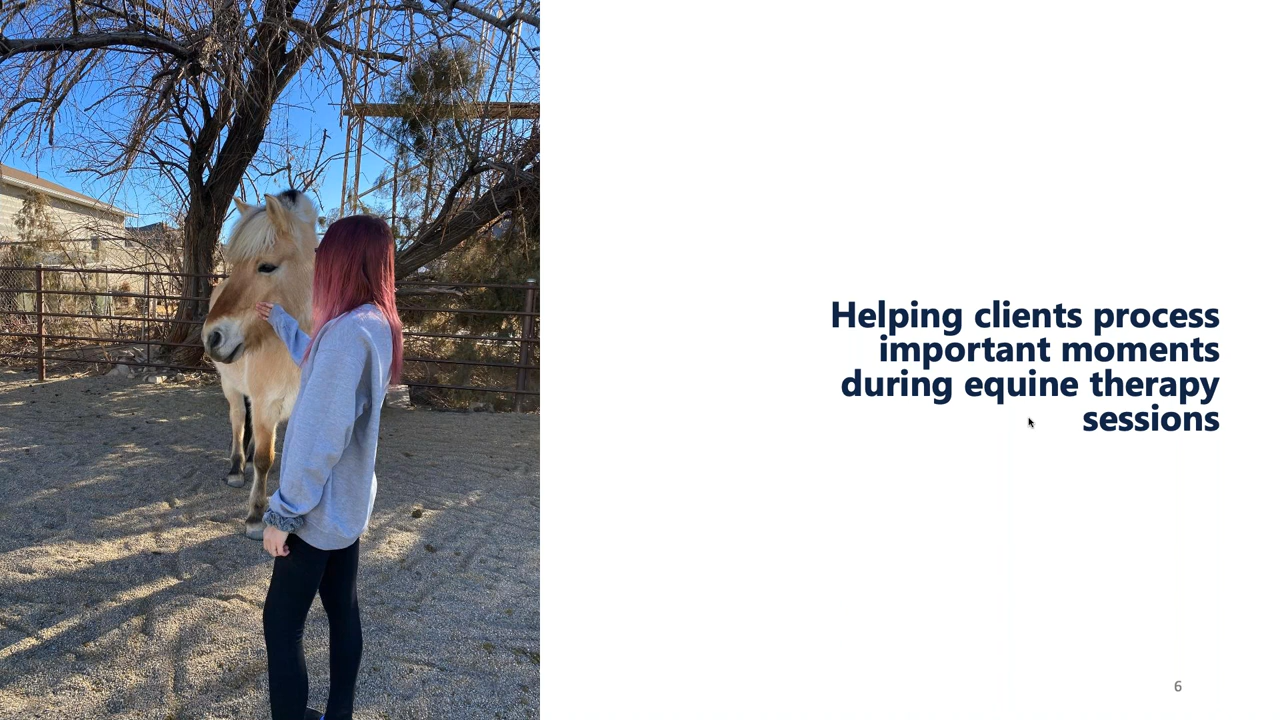 Helping clients process
important moments
during equine therapy
sessions
6